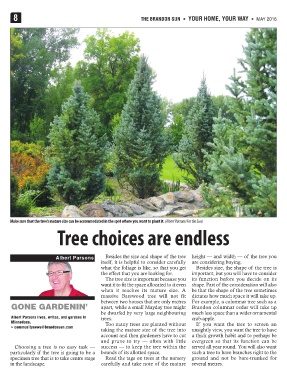 8
THE BRANDON SUN • YOUR HOME, YOUR WAY • MAY 2016
Make sure that the tree's mature size can be accommodated in the spot where you want to plant it. (Albert Parsons/For the Sun)
Tree choices are endless
Albert Parsons
GONE GARDENIN'
Albert Parsons lives, writes, and gardens in
Minnedosa.
Choosing a tree is no easy task —
particularly if the tree is going to be a
specimen tree that is to take centre stage
in the landscape.
Besides the size and shape of the tree
itself, it is helpful to consider carefully
what the foliage is like, so that you get
the effect that you are looking for.
The tree size is important because you
want it to fit the space allocated to it even
when it reaches its mature size. A
massive Basswood tree will not fit
between two houses that are only metres
apart, while a small Mayday tree might
be dwarfed by very large neighbouring
trees.
Too many trees are planted without
taking the mature size of the tree into
account and then gardeners have to cut
and prune to try — often with little
success — to keep the tree within the
bounds of its allotted space.
Read the tags on trees at the nursery
carefully and take note of the mature
height — and width — of the tree you
are considering buying.
Besides size, the shape of the tree is
important, but you will have to consider
its function before you decide on its
shape. Part of the consideration will also
be that the shape of the tree sometimes
dictates how much space it will take up.
For example, a columnar tree such as a
Brandon columnar cedar will take up
much less space than a wider ornamental
crab apple.
If you want the tree to screen an
unsightly view, you want the tree to have
a thick growth habit and to perhaps be
evergreen so that its function can be
served all year round. You will also want
such a tree to have branches right to the
ground and not be bare-trunked for
several metres.